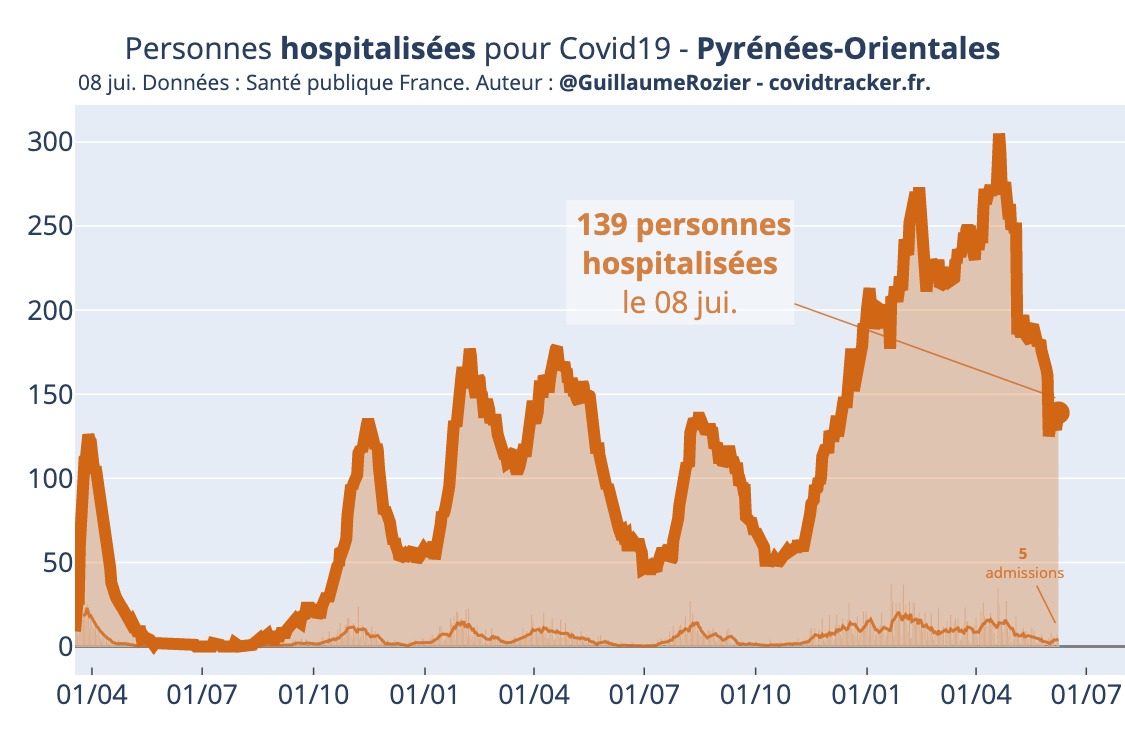 Personnes hospitalisées pour Covid19 - Pyrénées-Orientales
08 jui. Données : Santé publique France. Auteur : @GuillaumeRozier - covidtracker.fr.
300
250
200
150
100
50
0
139 personnes
hospitalisées
le 08 jui.
5
admissions
01/04 01/07 01/10 01/01 01/04 01/07 01/10 01/01 01/04 01/07